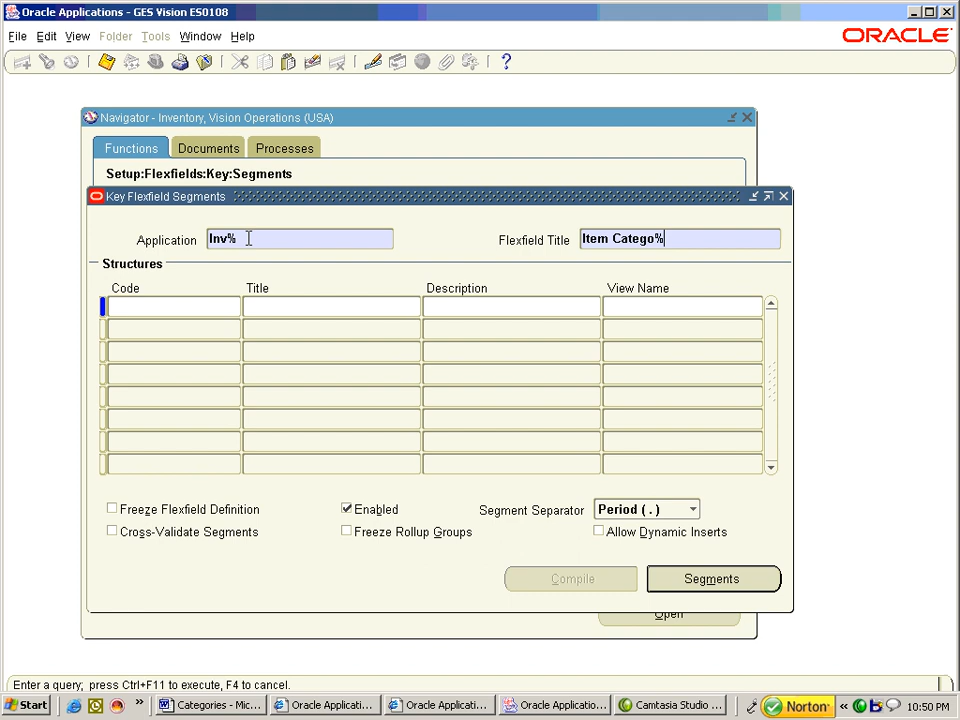 Oracle Applications - GES Vision ES0108
File Edit View Folder Tools Window Help
ORACLE
Navigator - Inventory, Vision Operations (USA)
Functions Documents Processes
Setup:Flexfields:Key:Segments
Key Flexfield Segments
Application Inv% Flexfield Title Item Catego%
Structures
Code Title Description View Name
Freeze Flexfield Definition Enabled Segment Separator Period ( . )
Cross-Validate Segments Freeze Rollup Groups Allow Dynamic Inserts
Compile Segments
Open
Enter a query; press Ctrl+F11 to execute, F4 to cancel.
Start » Categories - Mic... Oracle Applicatio... Oracle Applicatio... Oracle Applicatio... Camtasia Studio ... Norton « 10:50 PM